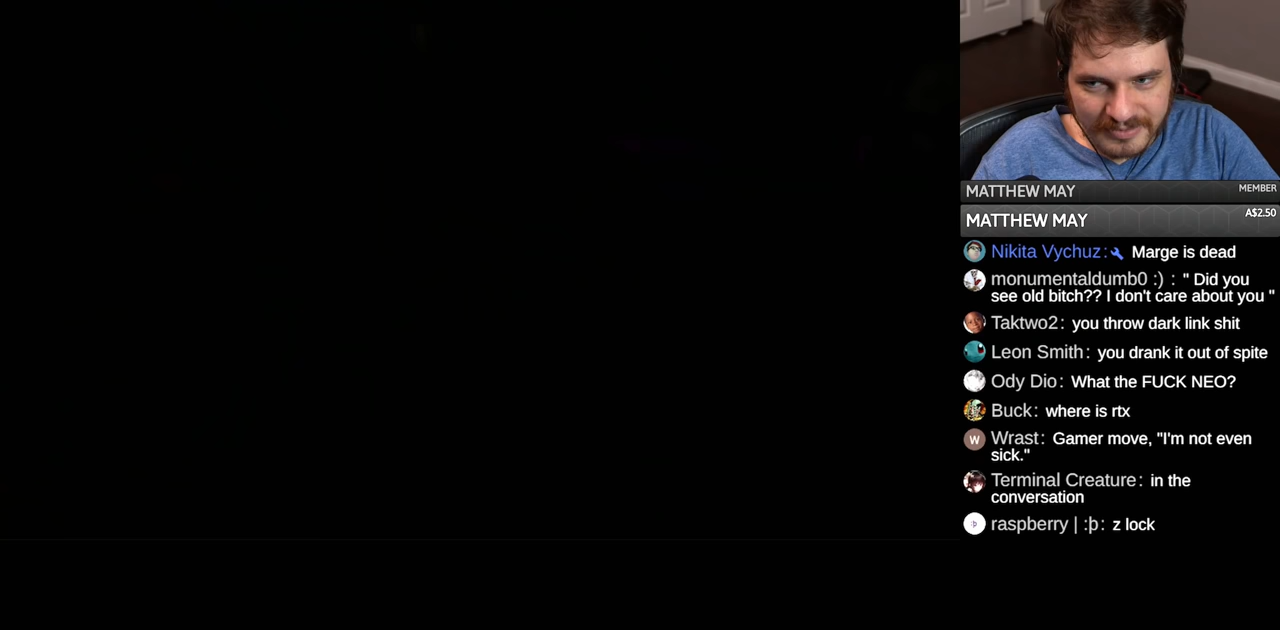 MATTHEW MAY
MEMBER
MATTHEW MAY
A$2.50
Nikita Vychuz: Marge is dead
monumentaldumb0 :) : " Did you
see old bitch?? I don't care about you "
Taktwo2: you throw dark link shit
Leon Smith: you drank it out of spite
Ody Dio: What the FUCK NEO?
Buck: where is rtx
W
Wrast: Gamer move, "I'm not even
sick."
Terminal Creature: in the
conversation
raspberry | :þ: z lock